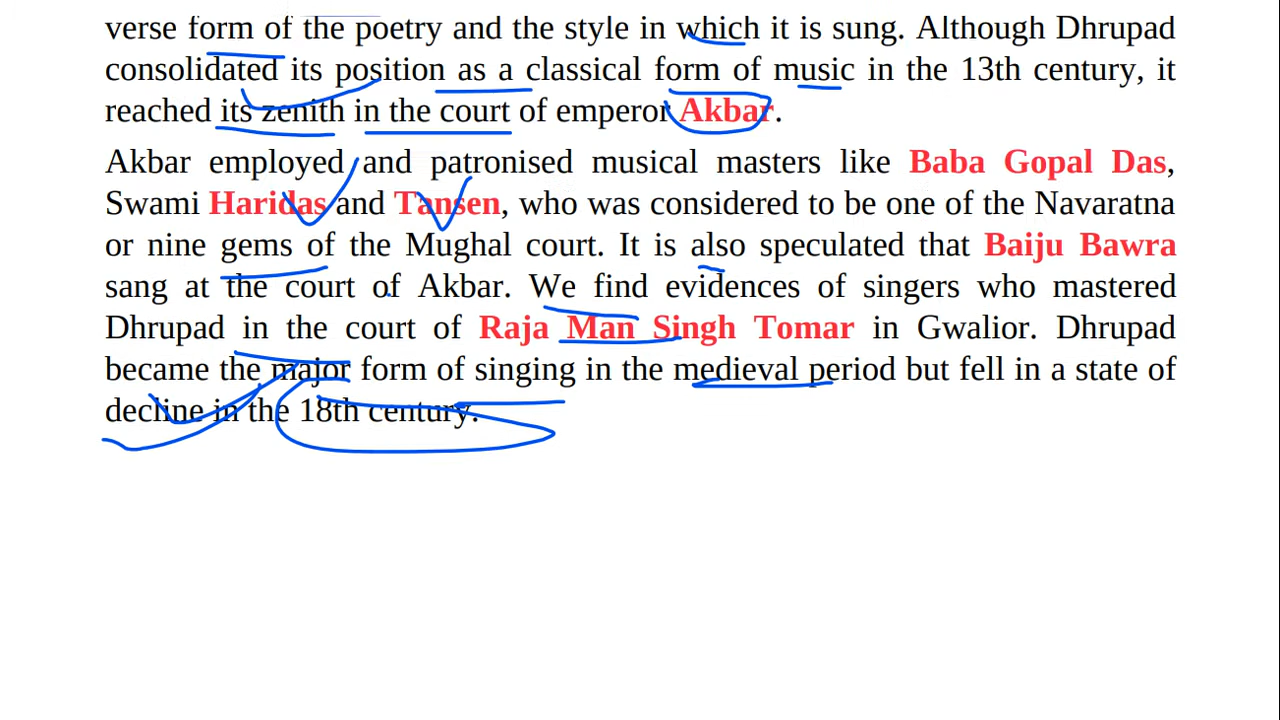 verse form of the poetry and the style in which it is sung. Although Dhrupad
consolidated its position as a classical form of music in the 13th century, it
reached its zenith in the court of emperor Akbar.
Akbar employed and patronised musical masters like Baba Gopal Das,
Swami Haridas and Tansen, who was considered to be one of the Navaratna
or nine gems of the Mughal court. It is also speculated that Baiju Bawra
sang at the court of Akbar. We find evidences of singers who mastered
Dhrupad in the court of Raja Man Singh Tomar in Gwalior. Dhrupad
became the major form of singing in the medieval period but fell in a state of
decline in the 18th century.